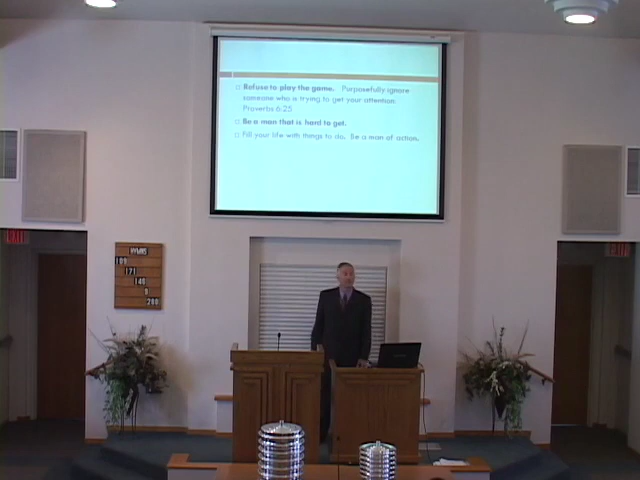 Refuse to play the game. Purposefully ignore
someone who is trying to get your attention.
Proverbs 6:25
Be a man that is hard to get.
Fill your life with things to do. Be a man of action.
EXIT
EXIT
HYMNS
109
171
140
9
200